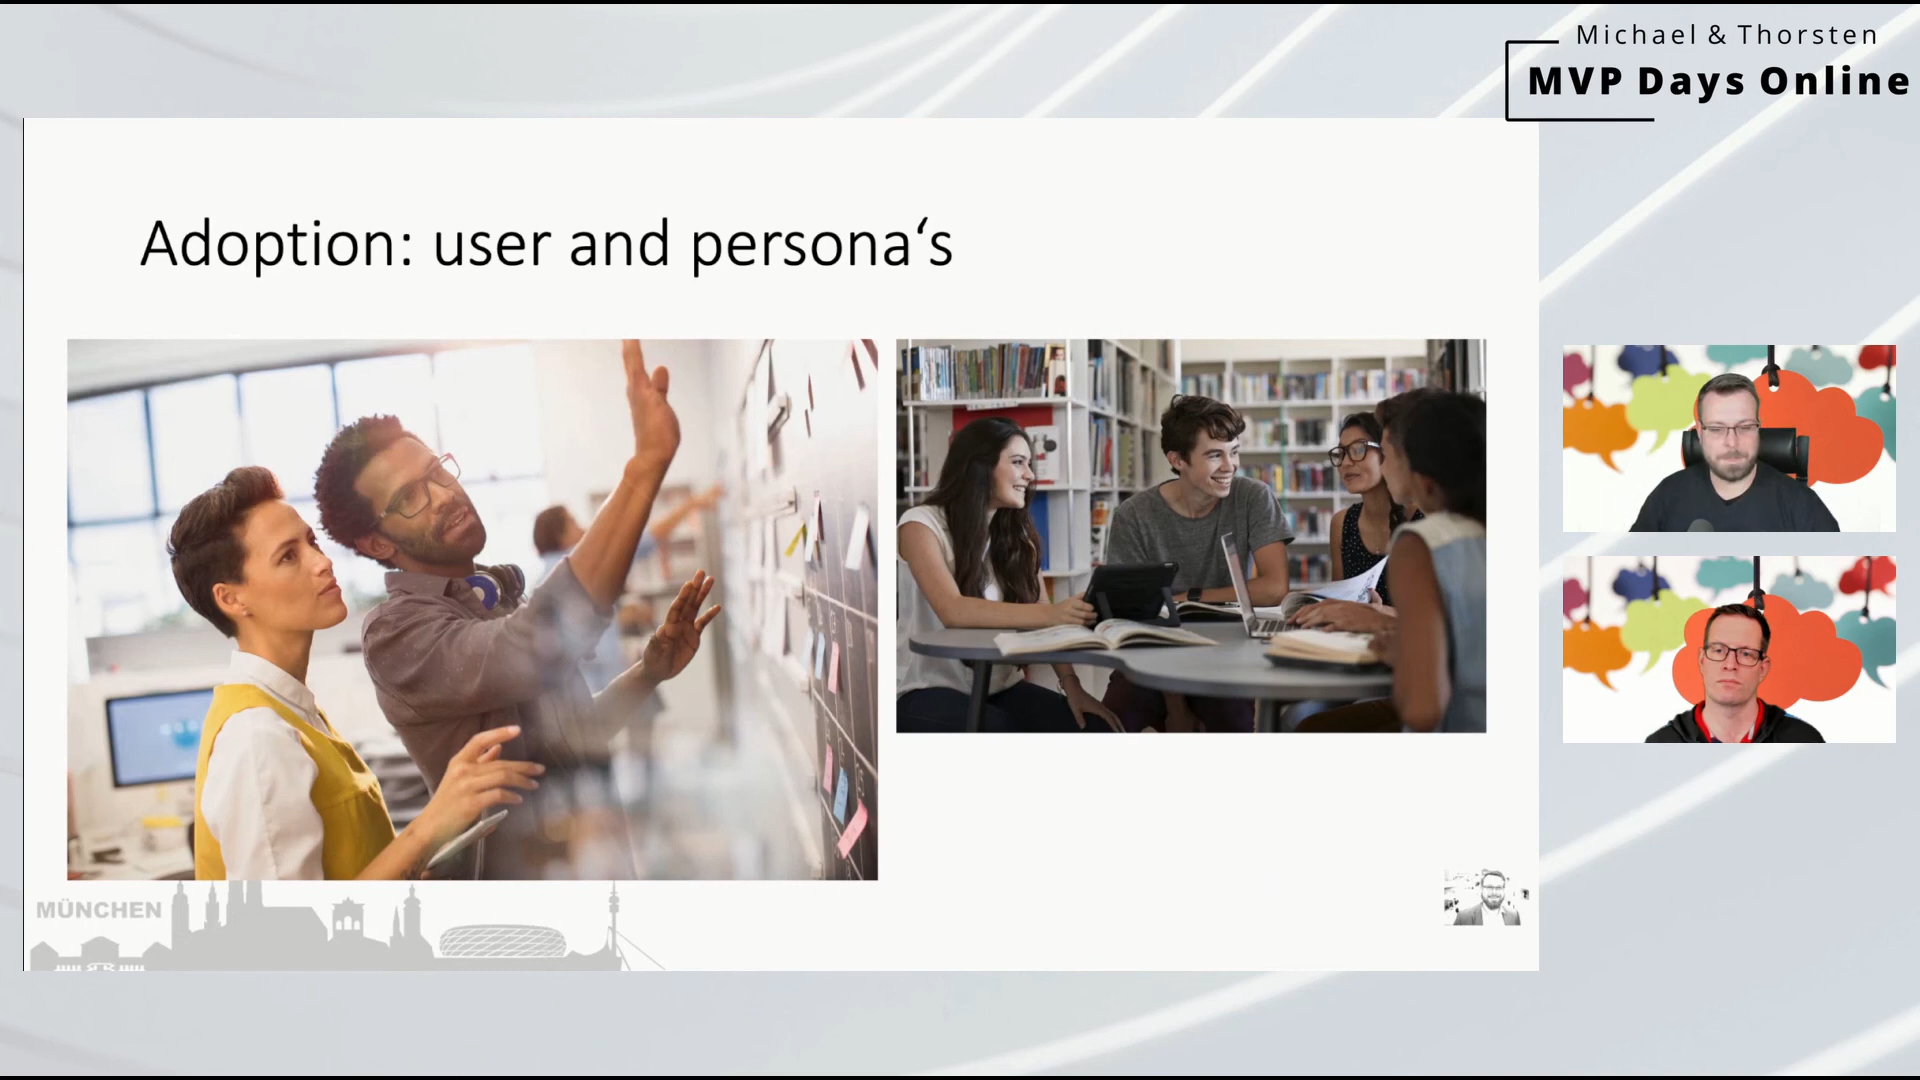 Michael & Thorsten
MVP Days Online
Adoption: user and persona‘s
MÜNCHEN